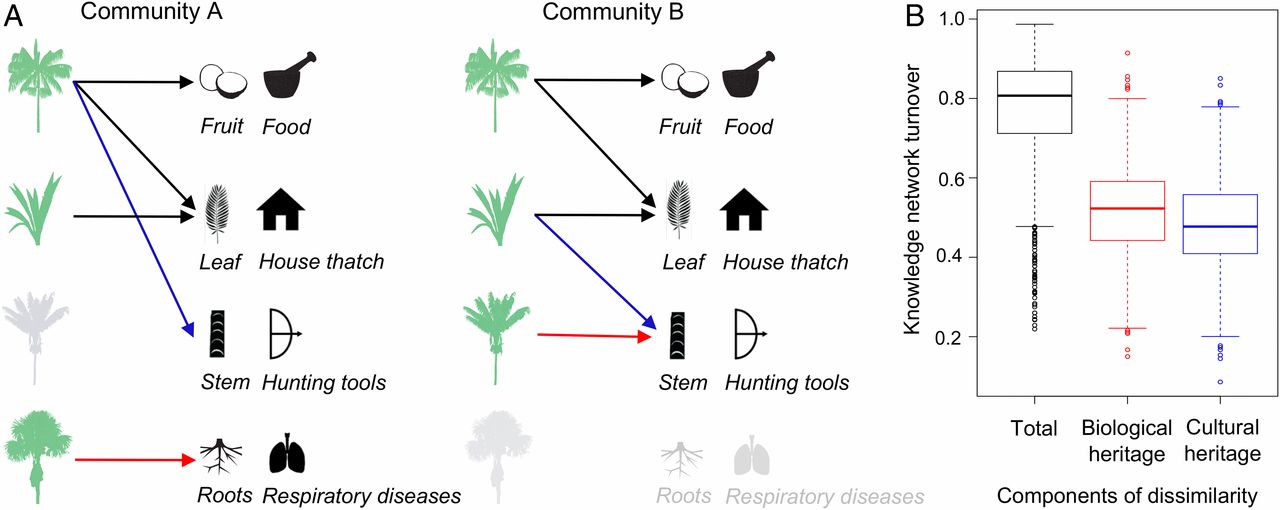 A
Community A
Fruit Food
Leaf House thatch
Stem Hunting tools
Roots Respiratory diseases
Community B
Fruit Food
Leaf House thatch
Stem Hunting tools
Roots Respiratory diseases
B
Knowledge network turnover
1.0
0.8
0.6
0.4
0.2
Total
Biological
heritage
Cultural
heritage
Components of dissimilarity